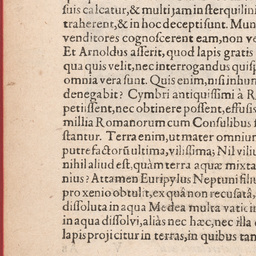 suis calcatur, & multi jam in sterquilini
traherent, & in hoc decepti sunt. Mun
venditores cognoscerent eam, non ve
Et Arnoldus asserit, quod lapis gratis
qua quis velit, nec interrogandus quisp
omnia vera sunt. Quis enim, nisi inhun
denegabit? Cymbri antiquissimi à R
petissent, nec obtinere possent, effusis
millia Romanorum cum Consulibus f
stantur. Terra enim, ut mater omniur
putrefactoru ultima, vilissima; Nil viliu
nihil aliud est, quàm terra aquæ mixta
nius? Attamen Euripylus Neptuni filiu
pro xenio obtulit, ex quâ non recusatâ,
dissoluta in aqua Medea multa vaticin
in aqua dissolvi, aliàs nec hæc, nec illa
lapis projicitur in terras, in quibus tan